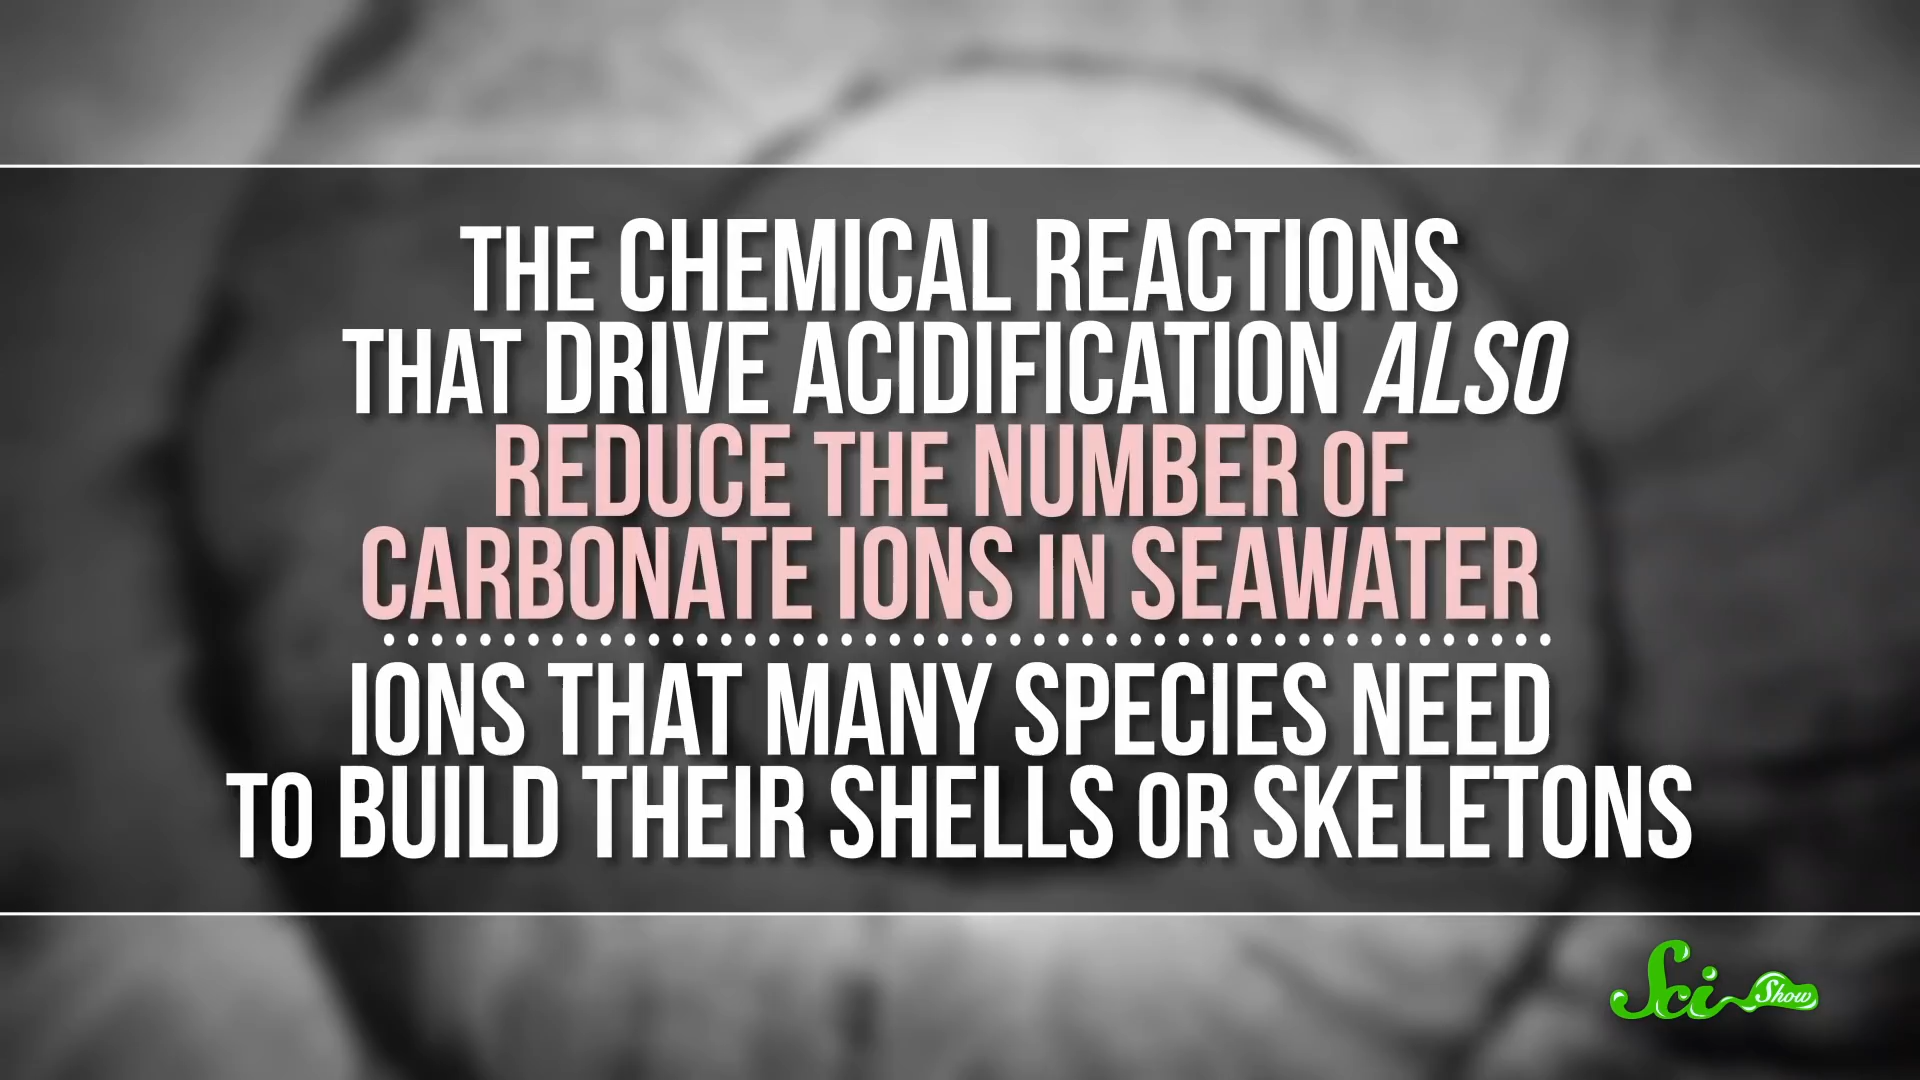 THE CHEMICAL REACTIONS
THAT DRIVE ACIDIFICATION ALSO
REDUCE THE NUMBER OF
CARBONATE IONS IN SEAWATER
IONS THAT MANY SPECIES NEED
TO BUILD THEIR SHELLS OR SKELETONS
Sci Show